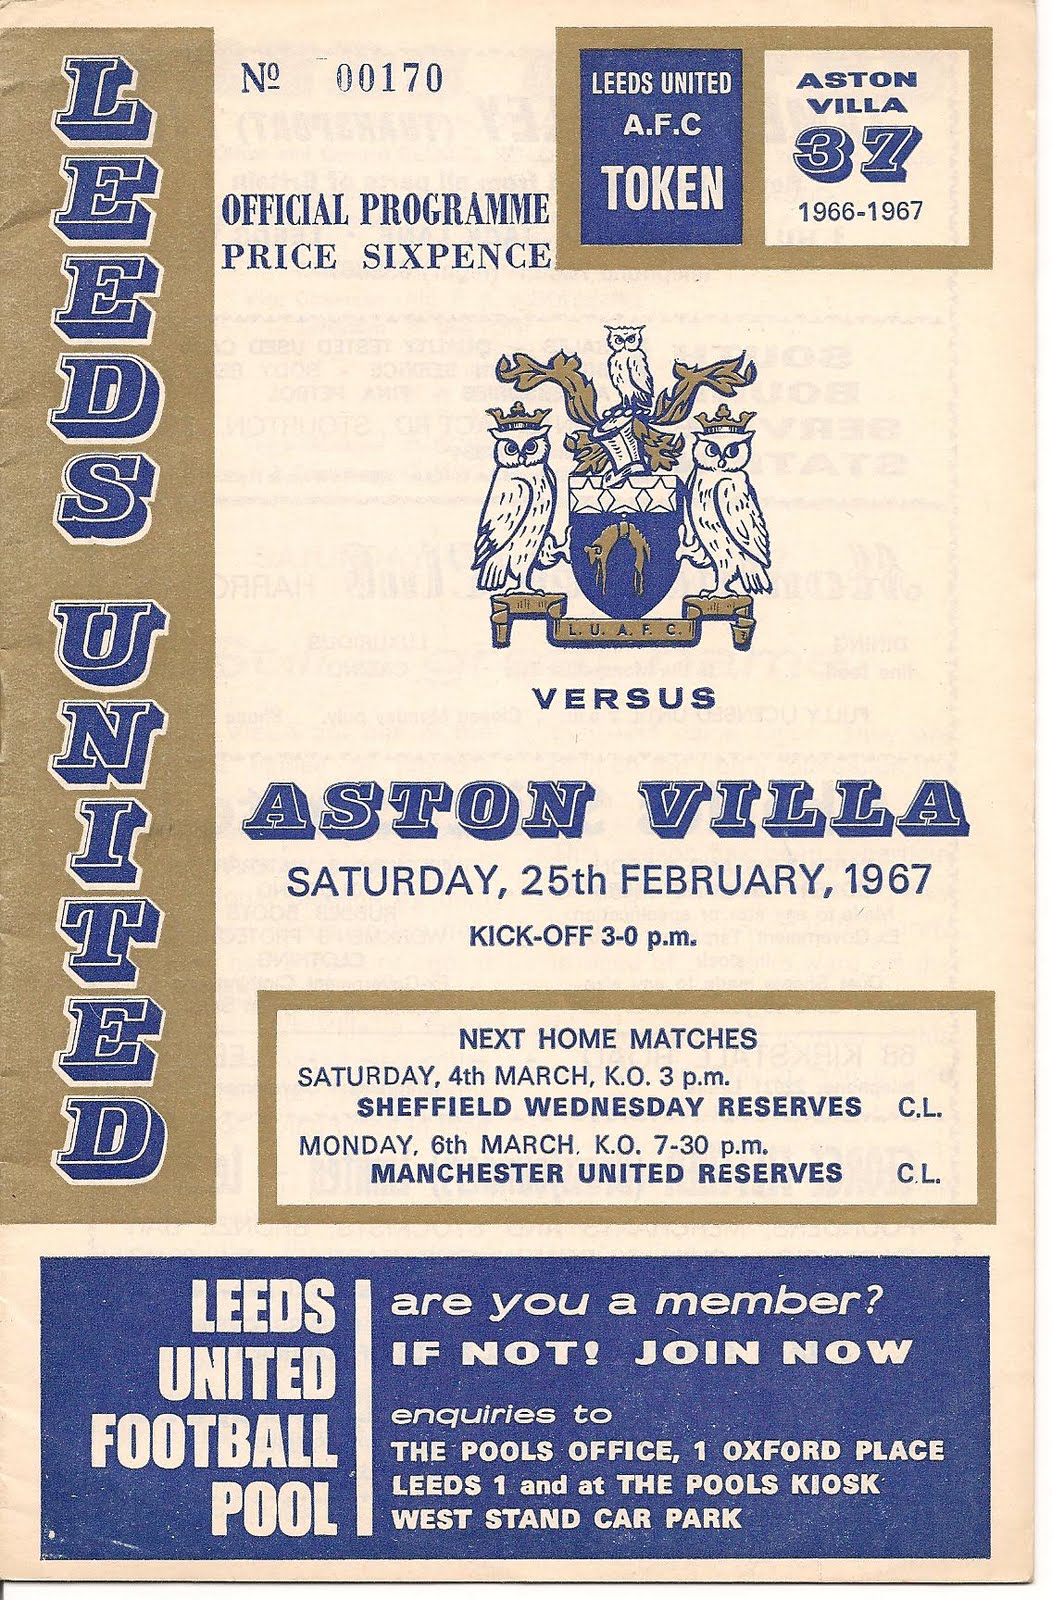 LEEDS UNITED
Nº 00170
OFFICIAL PROGRAMME
PRICE SIXPENCE
LEEDS UNITED
A.F.C
TOKEN
ASTON
VILLA
37
1966-1967
L. U. A. F. C.
VERSUS
ASTON VILLA
SATURDAY, 25th FEBRUARY, 1967
KICK-OFF 3-0 p.m.
NEXT HOME MATCHES
SATURDAY, 4th MARCH, K.O. 3 p.m.
SHEFFIELD WEDNESDAY RESERVES C.L.
MONDAY, 6th MARCH, K.O. 7-30 p.m.
MANCHESTER UNITED RESERVES C.L.
LEEDS
UNITED
FOOTBALL
POOL
are you a member?
IF NOT! JOIN NOW
enquiries to
THE POOLS OFFICE, 1 OXFORD PLACE
LEEDS 1 and at THE POOLS KIOSK
WEST STAND CAR PARK